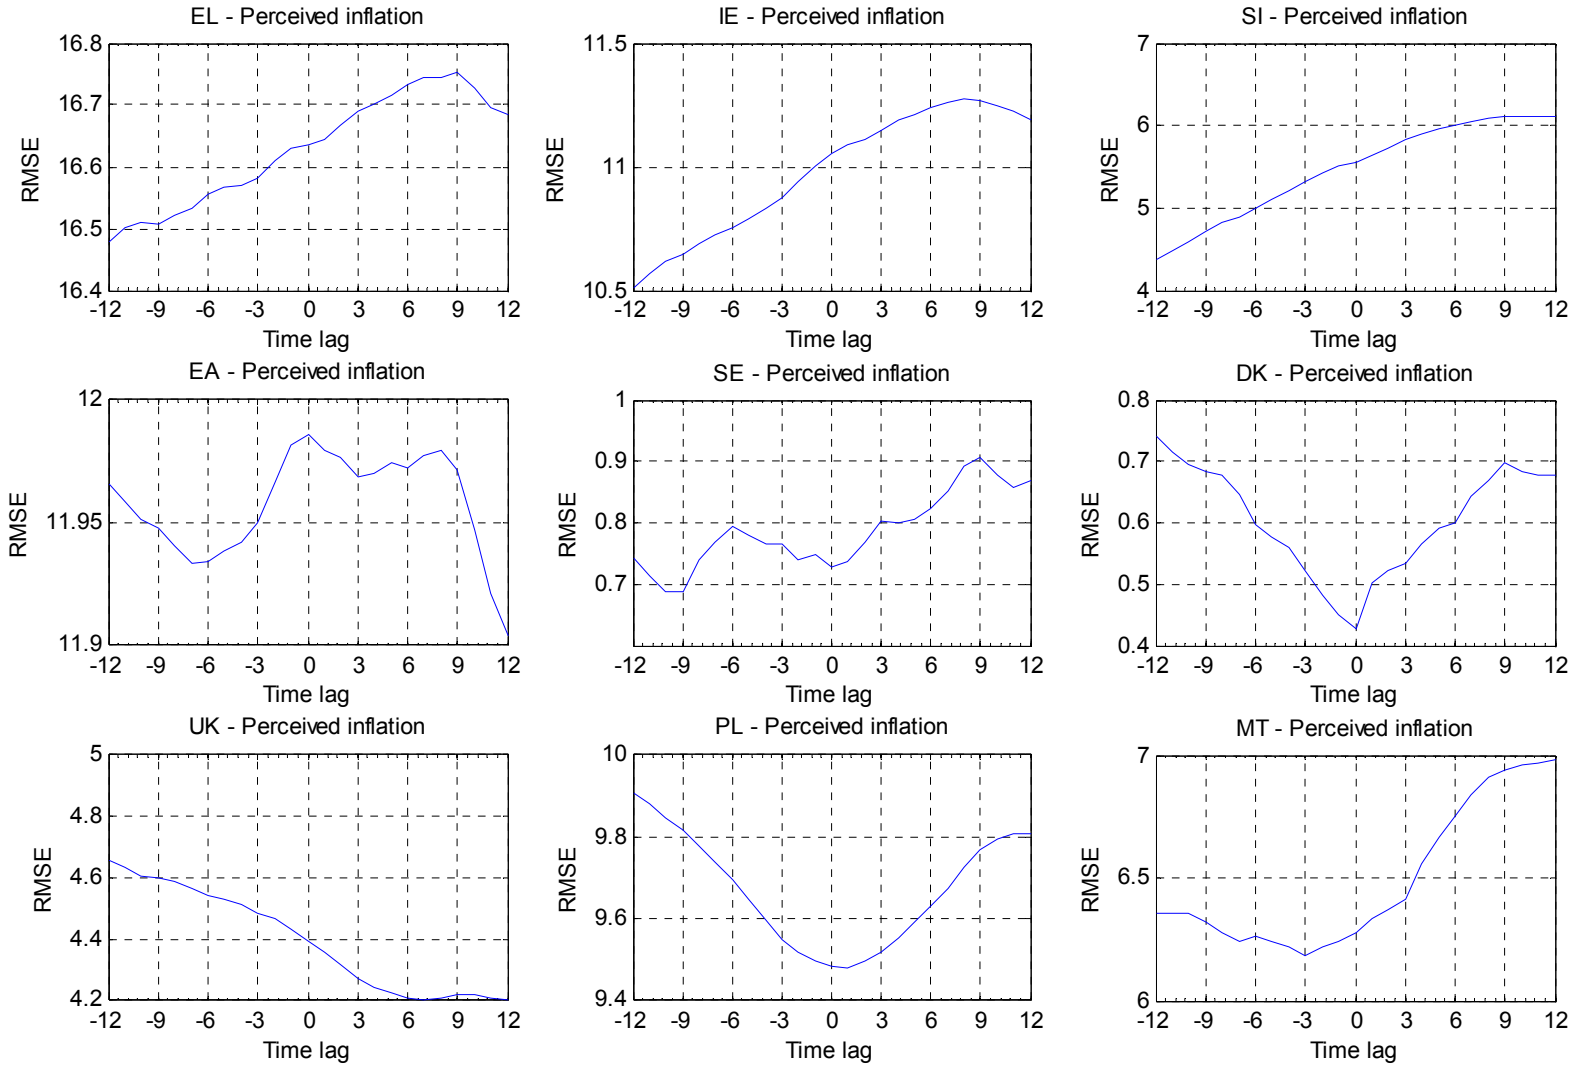 EL - Perceived inflation
16.8
16.7
16.6
16.5
16.4
RMSE
-12 -9 -6 -3 0 3 6 9 12
Time lag
IE - Perceived inflation
11.5
11
10.5
RMSE
-12 -9 -6 -3 0 3 6 9 12
Time lag
SI - Perceived inflation
7
6
5
4
RMSE
-12 -9 -6 -3 0 3 6 9 12
Time lag
EA - Perceived inflation
12
11.95
11.9
RMSE
-12 -9 -6 -3 0 3 6 9 12
Time lag
SE - Perceived inflation
1
0.9
0.8
0.7
RMSE
-12 -9 -6 -3 0 3 6 9 12
Time lag
DK - Perceived inflation
0.8
0.7
0.6
0.5
0.4
RMSE
-12 -9 -6 -3 0 3 6 9 12
Time lag
UK - Perceived inflation
5
4.8
4.6
4.4
4.2
RMSE
-12 -9 -6 -3 0 3 6 9 12
Time lag
PL - Perceived inflation
10
9.8
9.6
9.4
RMSE
-12 -9 -6 -3 0 3 6 9 12
Time lag
MT - Perceived inflation
7
6.5
6
RMSE
-12 -9 -6 -3 0 3 6 9 12
Time lag